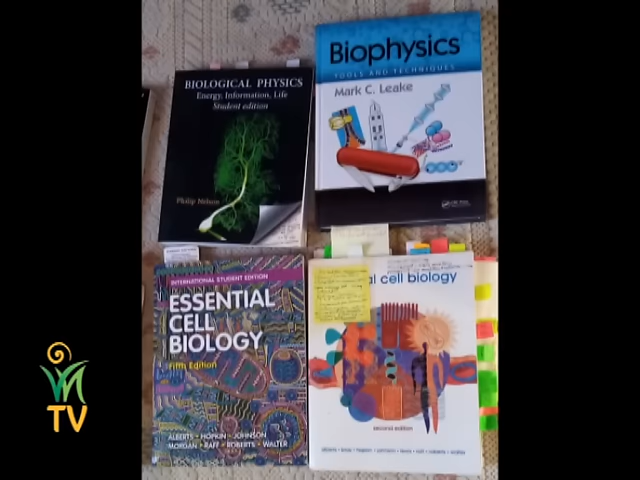 BIOLOGICAL PHYSICS
Energy, Information, Life
Student edition
Philip Nelson
Biophysics
TOOLS AND TECHNIQUES
Mark C. Leake
INTERNATIONAL STUDENT EDITION
ESSENTIAL
CELL
BIOLOGY
Fifth Edition
ALBERTS • HOPKIN • JOHNSON
MORGAN • RAFF • ROBERTS • WALTER
al cell biology
second edition
TV